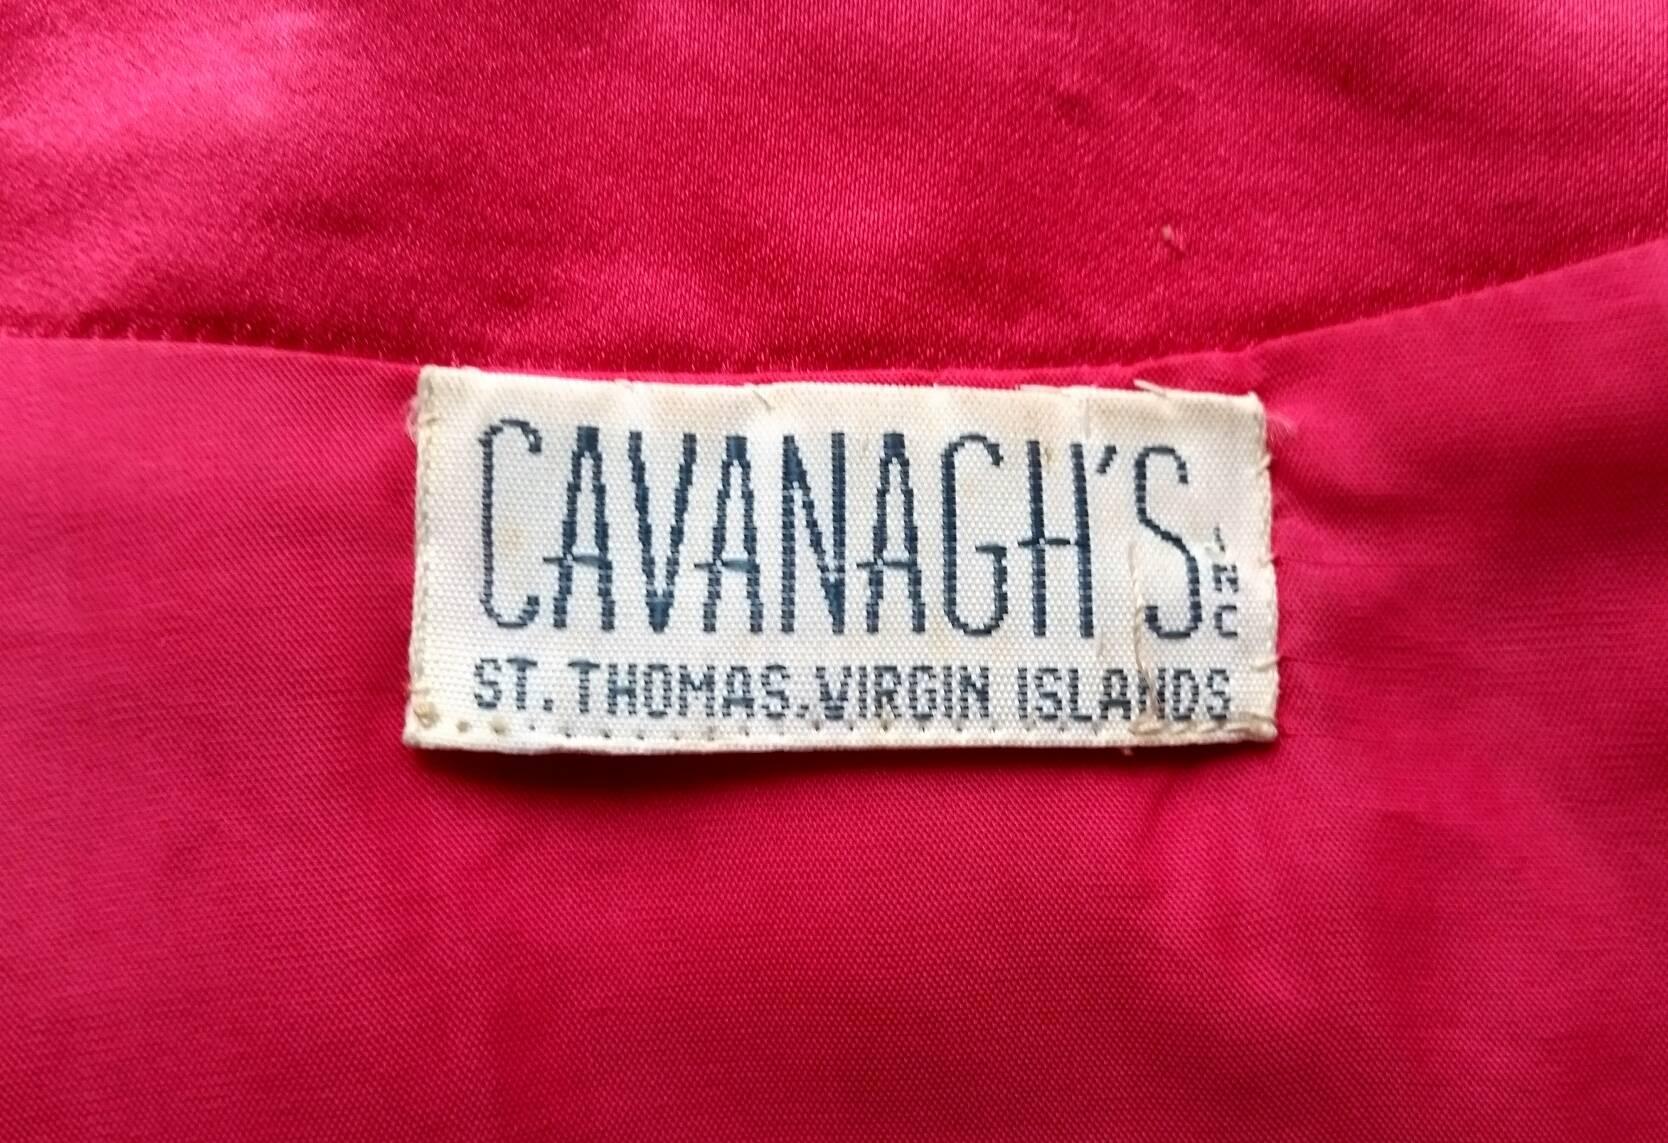 CAVANAGH'S INC
ST. THOMAS, VIRGIN ISLANDS